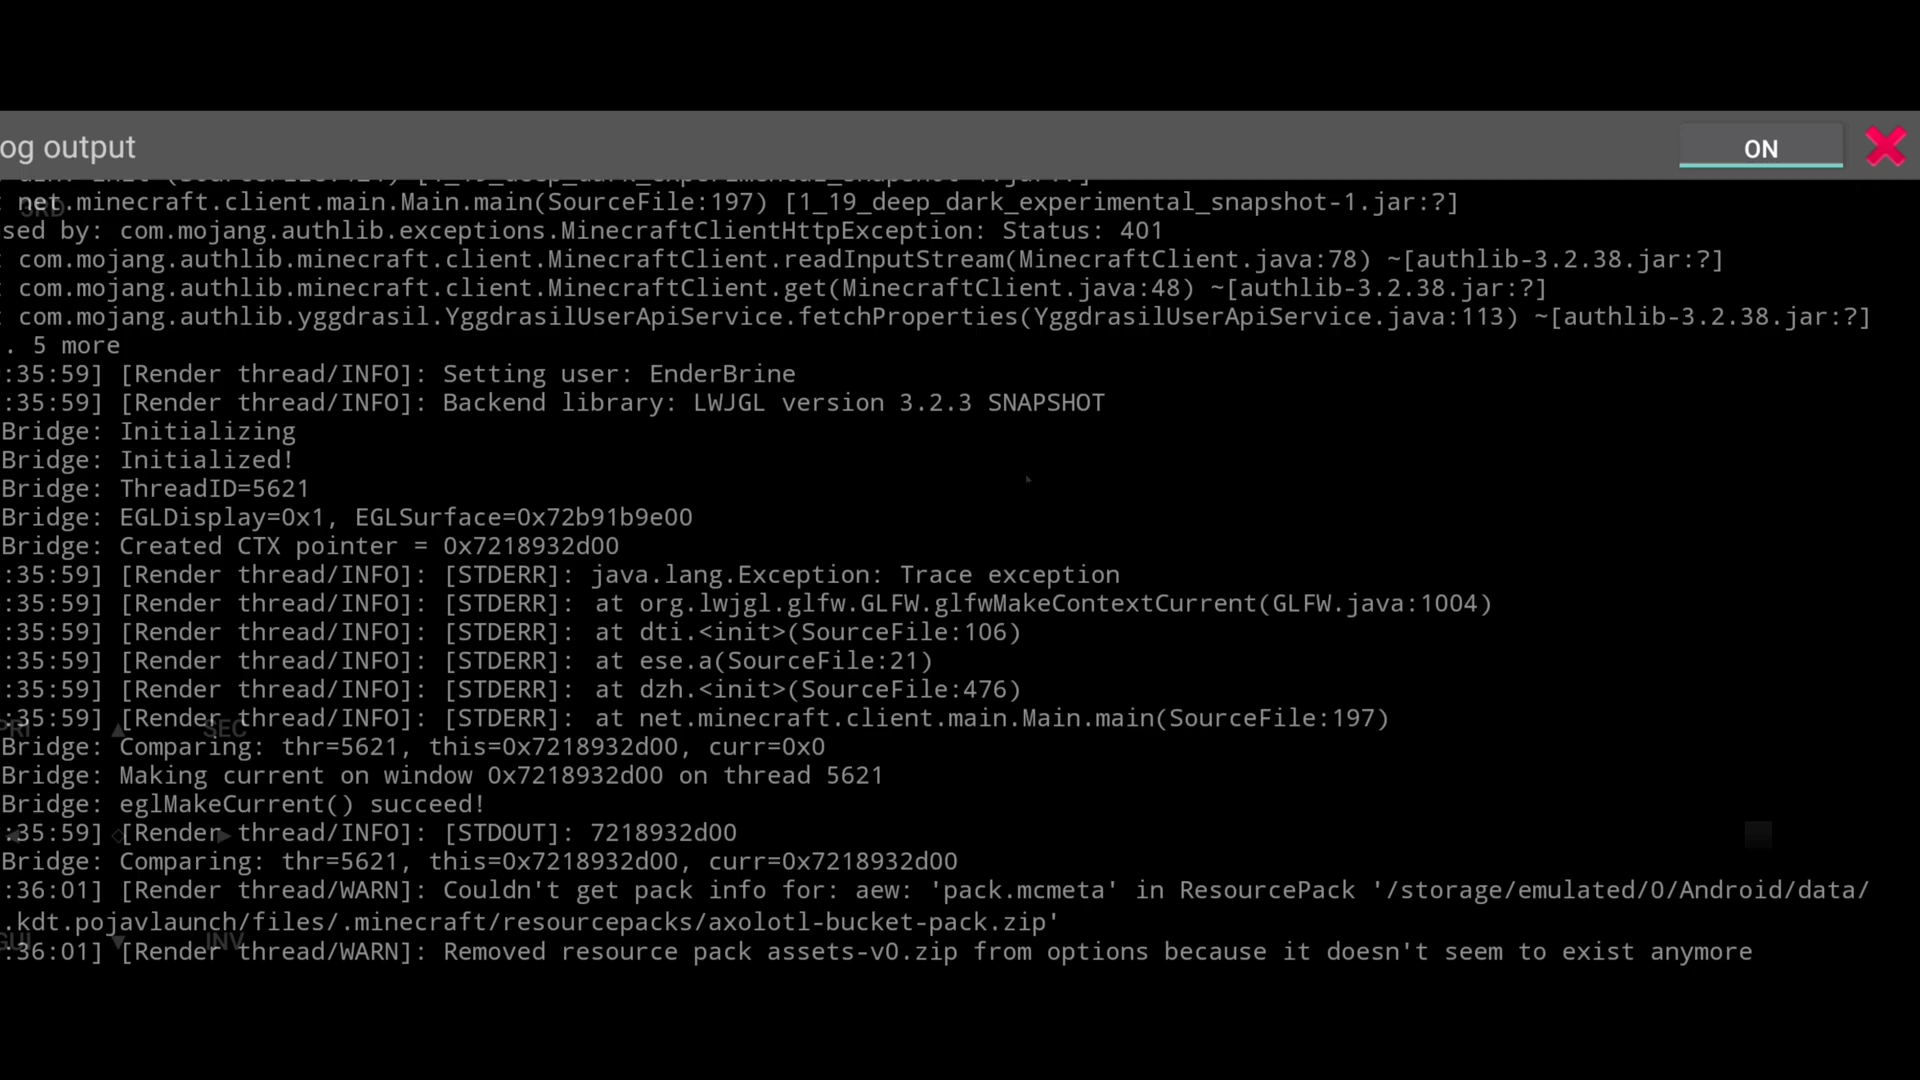 og output
ON
net.minecraft.client.main.Main.main(SourceFile:197) [1_19_deep_dark_experimental_snapshot-1.jar:?]
sed by: com.mojang.authlib.exceptions.MinecraftClientHttpException: Status: 401
com.mojang.authlib.minecraft.client.MinecraftClient.readInputStream(MinecraftClient.java:78) ~[authlib-3.2.38.jar:?]
com.mojang.authlib.minecraft.client.MinecraftClient.get(MinecraftClient.java:48) ~[authlib-3.2.38.jar:?]
com.mojang.authlib.yggdrasil.YggdrasilUserApiService.fetchProperties(YggdrasilUserApiService.java:113) ~[authlib-3.2.38.jar:?]
. 5 more
:35:59] [Render thread/INFO]: Setting user: EnderBrine
:35:59] [Render thread/INFO]: Backend library: LWJGL version 3.2.3 SNAPSHOT
Bridge: Initializing
Bridge: Initialized!
Bridge: ThreadID=5621
Bridge: EGLDisplay=0x1, EGLSurface=0x72b91b9e00
Bridge: Created CTX pointer = 0x7218932d00
:35:59] [Render thread/INFO]: [STDERR]: java.lang.Exception: Trace exception
:35:59] [Render thread/INFO]: [STDERR]: at org.lwjgl.glfw.GLFW.glfwMakeContextCurrent(GLFW.java:1004)
:35:59] [Render thread/INFO]: [STDERR]: at dti.<init>(SourceFile:106)
:35:59] [Render thread/INFO]: [STDERR]: at ese.a(SourceFile:21)
:35:59] [Render thread/INFO]: [STDERR]: at dzh.<init>(SourceFile:476)
:35:59] [Render thread/INFO]: [STDERR]: at net.minecraft.client.main.Main.main(SourceFile:197)
PRI SEC
Bridge: Comparing: thr=5621, this=0x7218932d00, curr=0x0
Bridge: Making current on window 0x7218932d00 on thread 5621
Bridge: eglMakeCurrent() succeed!
:35:59] [Render thread/INFO]: [STDOUT]: 7218932d00
Bridge: Comparing: thr=5621, this=0x7218932d00, curr=0x7218932d00
:36:01] [Render thread/WARN]: Couldn't get pack info for: aew: 'pack.mcmeta' in ResourcePack '/storage/emulated/0/Android/data/
.kdt.pojavlaunch/files/.minecraft/resourcepacks/axolotl-bucket-pack.zip'
GUI INV
:36:01] [Render thread/WARN]: Removed resource pack assets-v0.zip from options because it doesn't seem to exist anymore